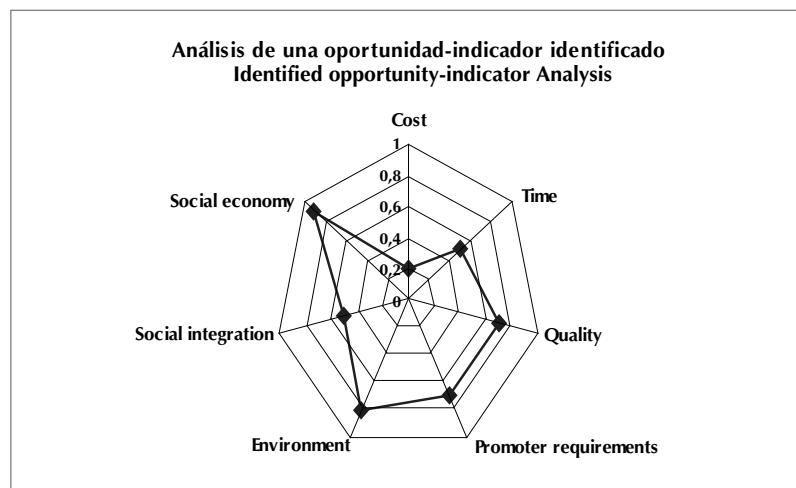 Análisis de una oportunidad-indicador identificado
Identified opportunity-indicator Analysis
Cost
1
0,8
0,6
0,4
0,2
0
Time
Social economy
Social integration
Quality
Environment
Promoter requirements